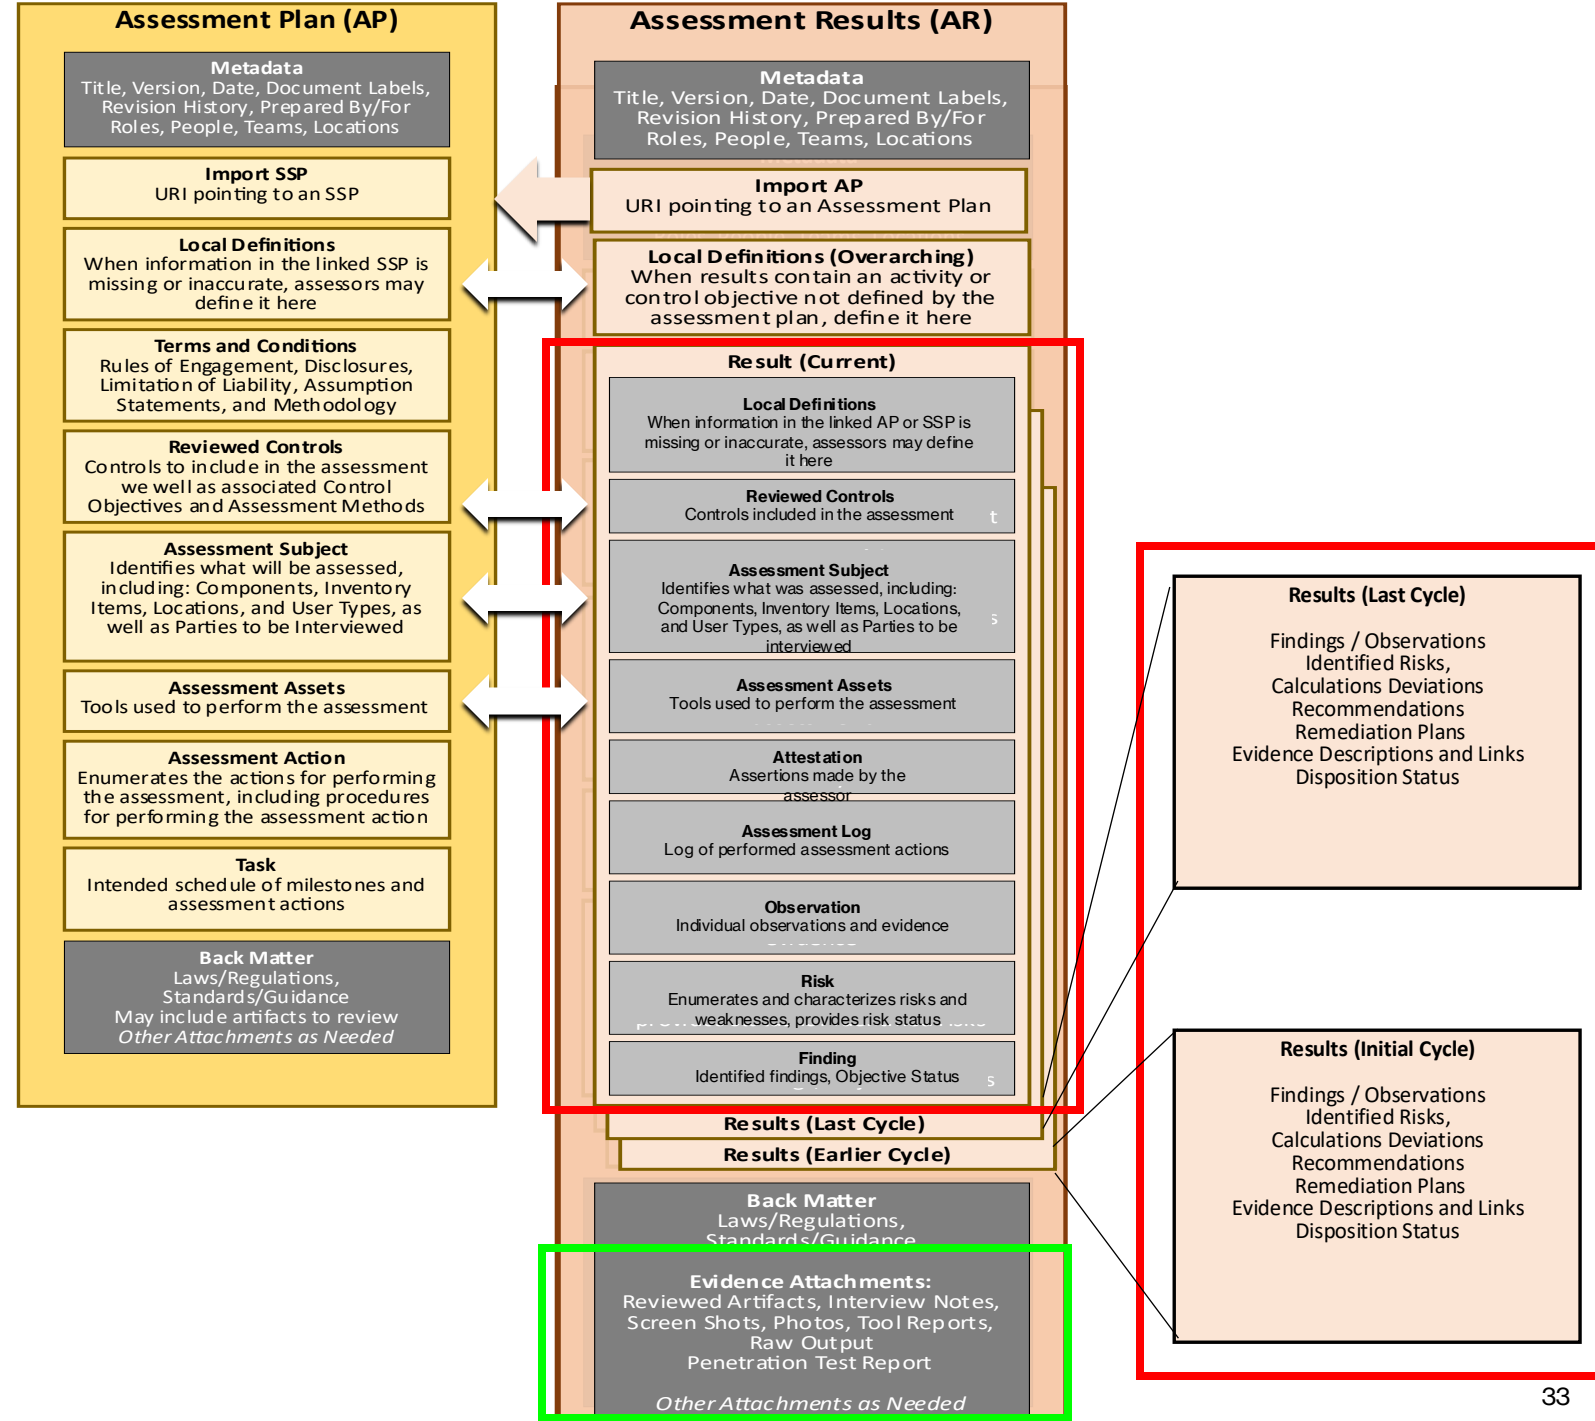 Assessment Plan (AP)
Metadata
Title, Version, Date, Document Labels,
Revision History, Prepared By/For
Roles, People, Teams, Locations
Import SSP
URI pointing to an SSP
Local Definitions
When information in the linked SSP is
missing or inaccurate, assessors may
define it here
Terms and Conditions
Rules of Engagement, Disclosures,
Limitation of Liability, Assumption
Statements, and Methodology
Reviewed Controls
Controls to include in the assessment
we well as associated Control
Objectives and Assessment Methods
Assessment Subject
Identifies what will be assessed,
including: Components, Inventory
Items, Locations, and User Types, as
well as Parties to be Interviewed
Assessment Assets
Tools used to perform the assessment
Assessment Action
Enumerates the actions for performing
the assessment, including procedures
for performing the assessment action
Task
Intended schedule of milestones and
assessment actions
Back Matter
Laws/Regulations,
Standards/Guidance
May include artifacts to review
Other Attachments as Needed
Assessment Results (AR)
Metadata
Title, Version, Date, Document Labels,
Revision History, Prepared By/For
Roles, People, Teams, Locations
Import AP
URI pointing to an Assessment Plan
Local Definitions (Overarching)
When results contain an activity or
control objective not defined by the
assessment plan, define it here
Result (Current)
Local Definitions
When information in the linked AP or SSP is
missing or inaccurate, assessors may define
it here
Reviewed Controls
Controls included in the assessment
Assessment Subject
Identifies what was assessed, including:
Components, Inventory Items, Locations,
and User Types, as well as Parties to be
interviewed
Assessment Assets
Tools used to perform the assessment
Attestation
Assertions made by the
assessor
Assessment Log
Log of performed assessment actions
Observation
Individual observations and evidence
Risk
Enumerates and characterizes risks and
weaknesses, provides risk status
Finding
Identified findings, Objective Status
Results (Last Cycle)
Results (Earlier Cycle)
Back Matter
Laws/Regulations,
Standards/Guidance
Evidence Attachments:
Reviewed Artifacts, Interview Notes,
Screen Shots, Photos, Tool Reports,
Raw Output
Penetration Test Report
Other Attachments as Needed
Results (Last Cycle)
Findings / Observations
Identified Risks,
Calculations Deviations
Recommendations
Remediation Plans
Evidence Descriptions and Links
Disposition Status
Results (Initial Cycle)
Findings / Observations
Identified Risks,
Calculations Deviations
Recommendations
Remediation Plans
Evidence Descriptions and Links
Disposition Status
33